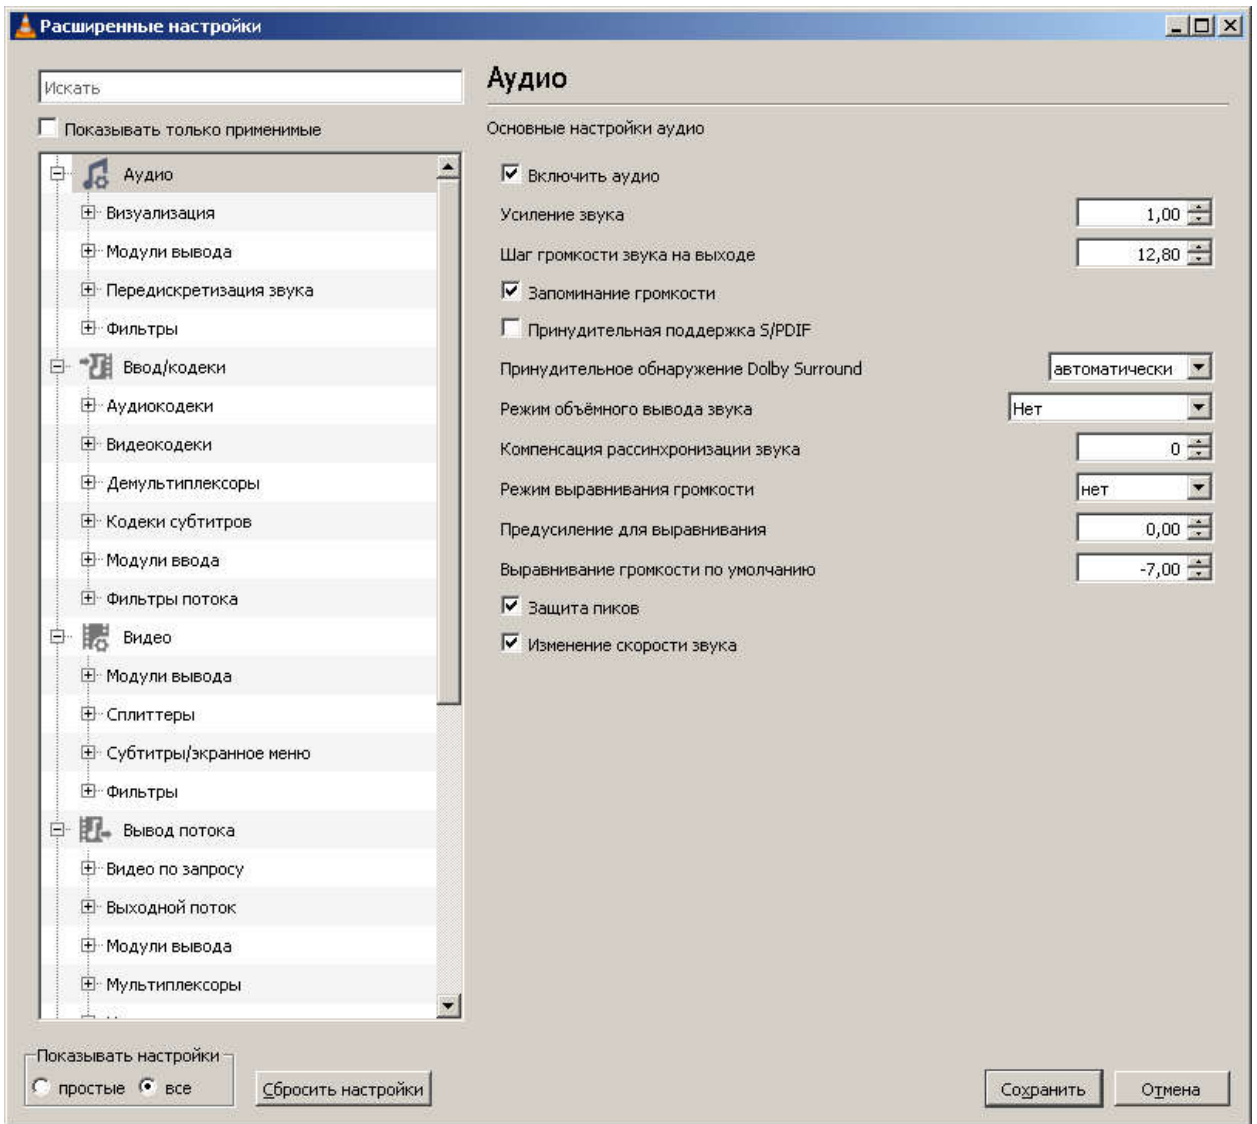 Расширенные настройки
Искать
Показывать только применимые
Аудио
Визуализация
Модули вывода
Передискретизация звука
Фильтры
Ввод/кодеки
Аудиокодеки
Видеокодеки
Демультиплексоры
Кодеки субтитров
Модули ввода
Фильтры потока
Видео
Модули вывода
Сплиттеры
Субтитры/экранное меню
Фильтры
Вывод потока
Видео по запросу
Выходной поток
Модули вывода
Мультиплексоры
Аудио
Основные настройки аудио
Включить аудио
Усиление звука 1,00
Шаг громкости звука на выходе 12,80
Запоминание громкости
Принудительная поддержка S/PDIF
Принудительное обнаружение Dolby Surround автоматически
Режим объёмного вывода звука Нет
Компенсация рассинхронизации звука 0
Режим выравнивания громкости нет
Предусиление для выравнивания 0,00
Выравнивание громкости по умолчанию -7,00
Защита пиков
Изменение скорости звука
Показывать настройки
простые все
Сбросить настройки
Сохранить
Отмена